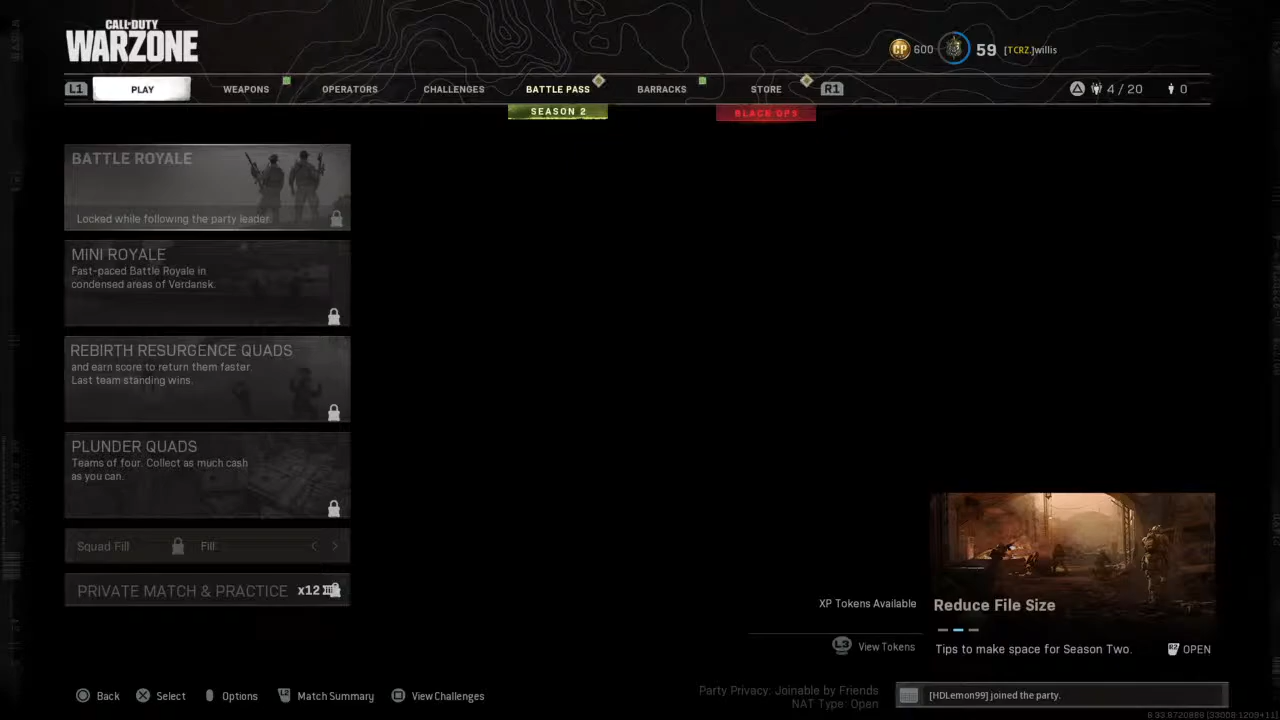 CALL OF DUTY
WARZONE
CP 600 59 [TCRZ.]willis
L1 PLAY WEAPONS OPERATORS CHALLENGES BATTLE PASS BARRACKS STORE R1 4 / 20 0
SEASON 2 BLACK OPS
BATTLE ROYALE
Locked while following the party leader.
MINI ROYALE
Fast-paced Battle Royale in
condensed areas of Verdansk.
REBIRTH RESURGENCE QUADS
and earn score to return them faster.
Last team standing wins.
PLUNDER QUADS
Teams of four. Collect as much cash
as you can.
Squad Fill Fill
PRIVATE MATCH & PRACTICE x12
XP Tokens Available
L3 View Tokens
Reduce File Size
Tips to make space for Season Two. R2 OPEN
Back Select Options L2 Match Summary View Challenges
Party Privacy: Joinable by Friends
NAT Type: Open
[HDLemon99] joined the party.